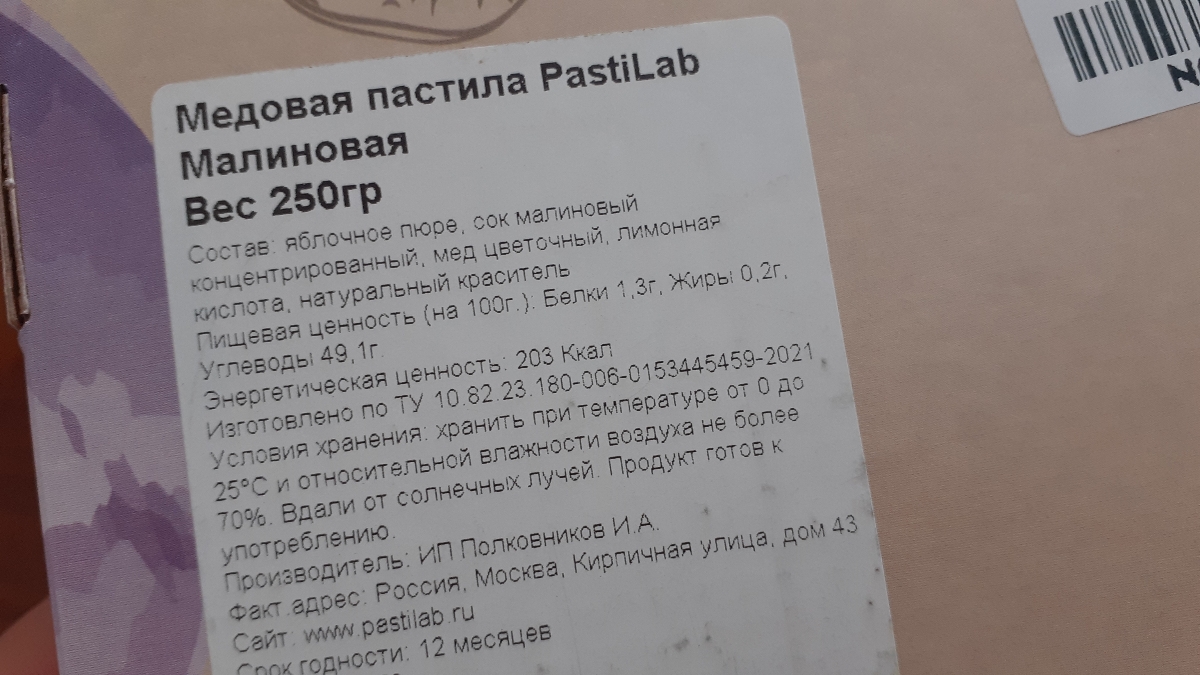 Медовая пастила PastiLab
Малиновая
Вес 250гр
Состав: яблочное пюре, сок малиновый
концентрированный, мед цветочный, лимонная
кислота, натуральный краситель
Пищевая ценность (на 100г.): Белки 1,3г, Жиры 0,2г,
Углеводы 49,1г.
Энергетическая ценность: 203 Ккал
Изготовлено по ТУ 10.82.23.180-006-0153445459-2021
Условия хранения: хранить при температуре от 0 до
25°С и относительной влажности воздуха не более
70%. Вдали от солнечных лучей. Продукт готов к
употреблению.
Производитель: ИП Полковников И.А.
Факт.адрес: Россия, Москва, Кирпичная улица, дом 43
Сайт: www.pastilab.ru
Срок годности: 12 месяцев